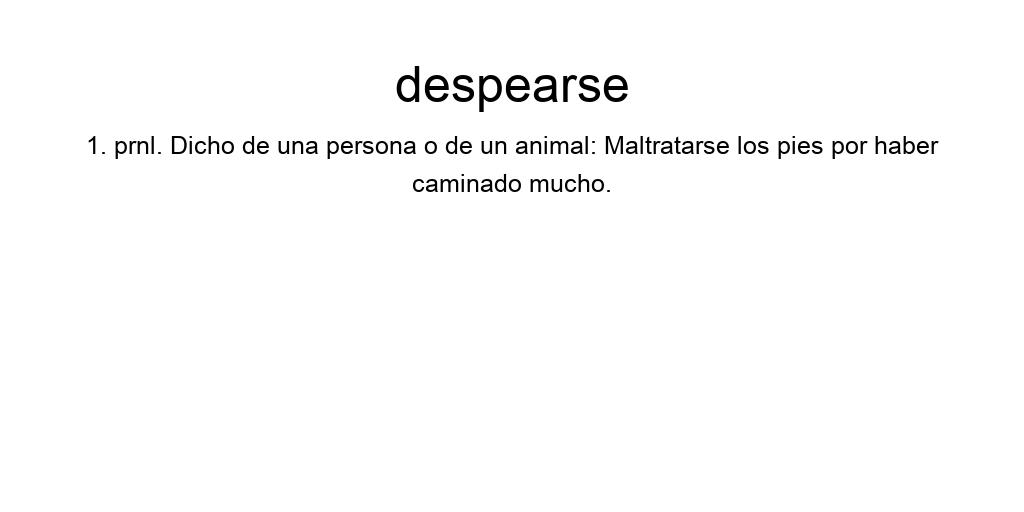 despearse
1. prnl. Dicho de una persona o de un animal: Maltratarse los pies por haber
caminado mucho.